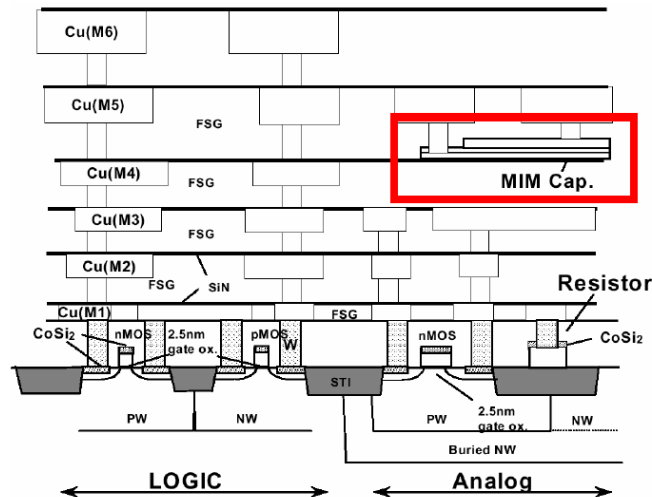 Cu(M6)
Cu(M5)
FSG
MIM Cap.
Cu(M4)
FSG
Cu(M3)
FSG
Cu(M2)
FSG
SiN
Resistor
Cu(M1)
FSG
CoSi2
nMOS
2.5nm
gate ox.
pMOS
W
nMOS
CoSi2
STI
PW
NW
2.5nm
gate ox.
PW
NW
Buried NW
LOGIC
Analog